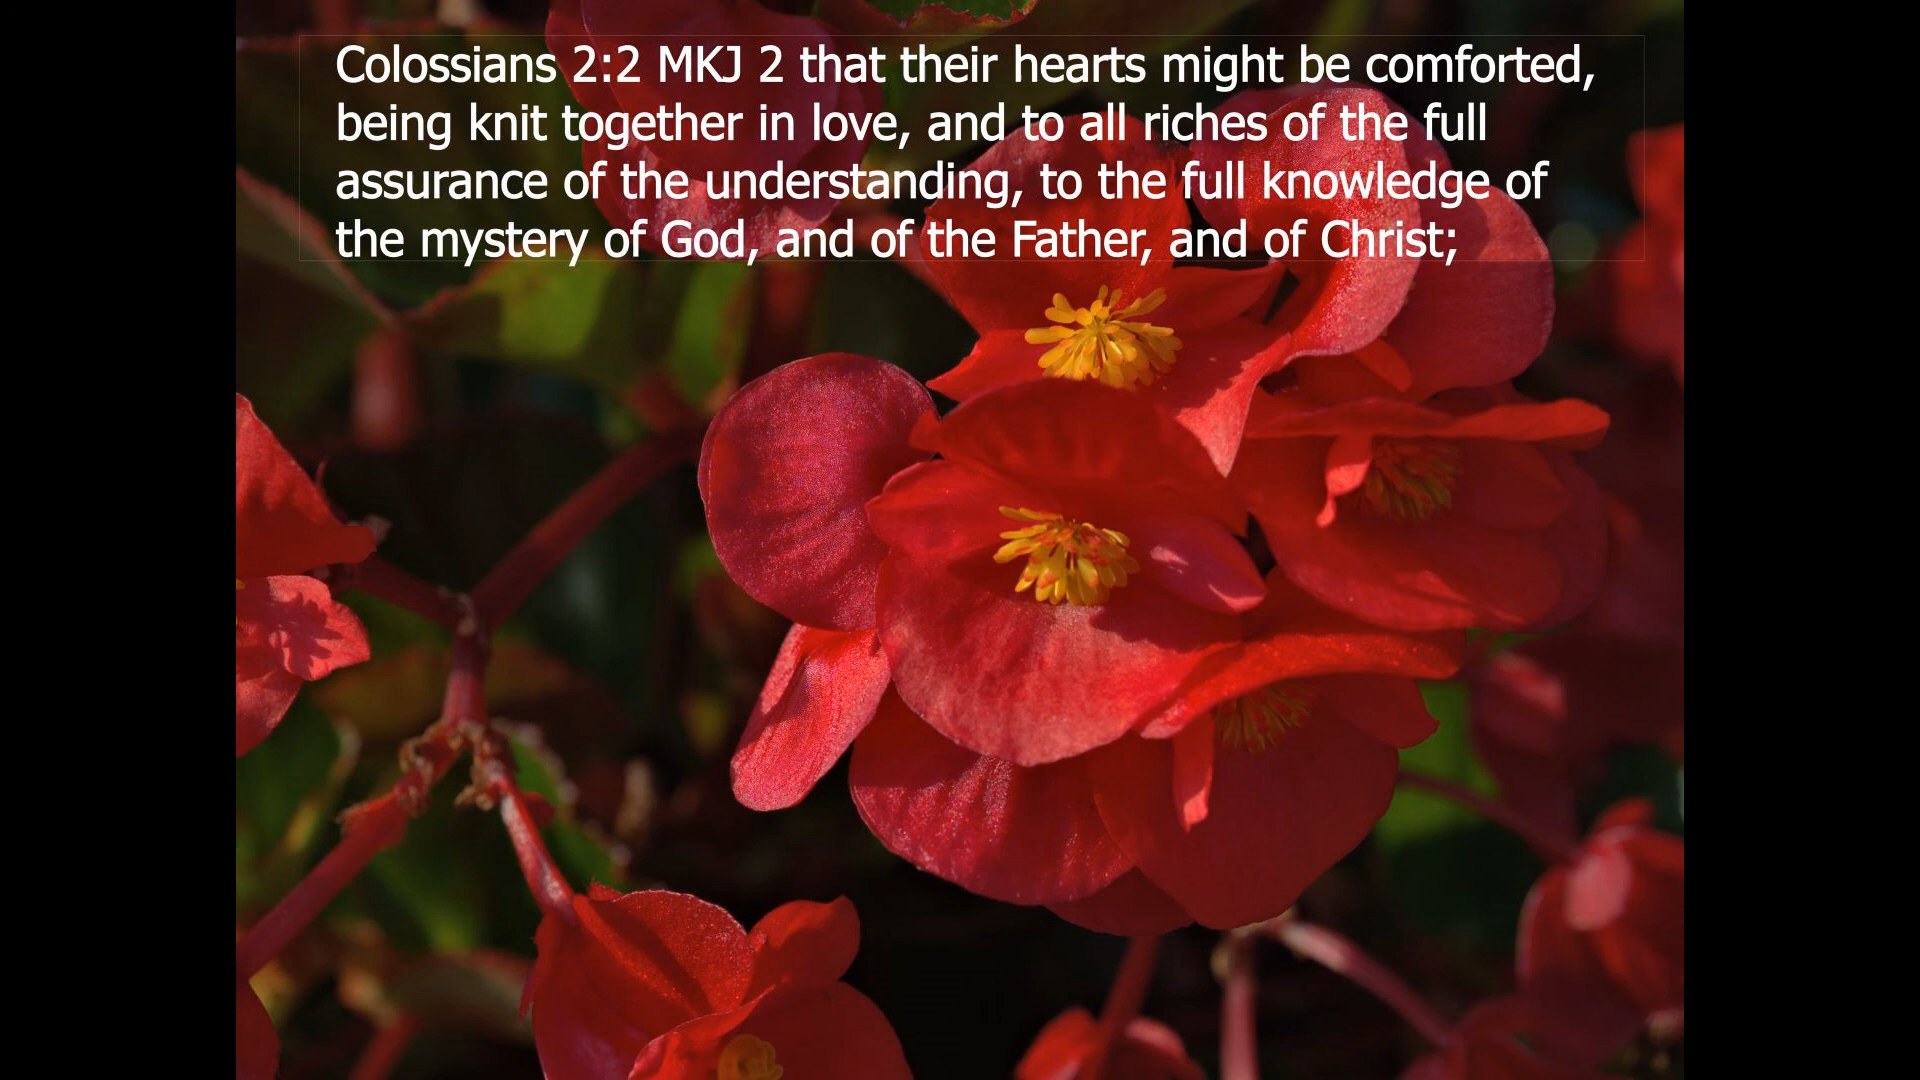 Colossians 2:2 MKJ 2 that their hearts might be comforted,
being knit together in love, and to all riches of the full
assurance of the understanding, to the full knowledge of
the mystery of God, and of the Father, and of Christ;